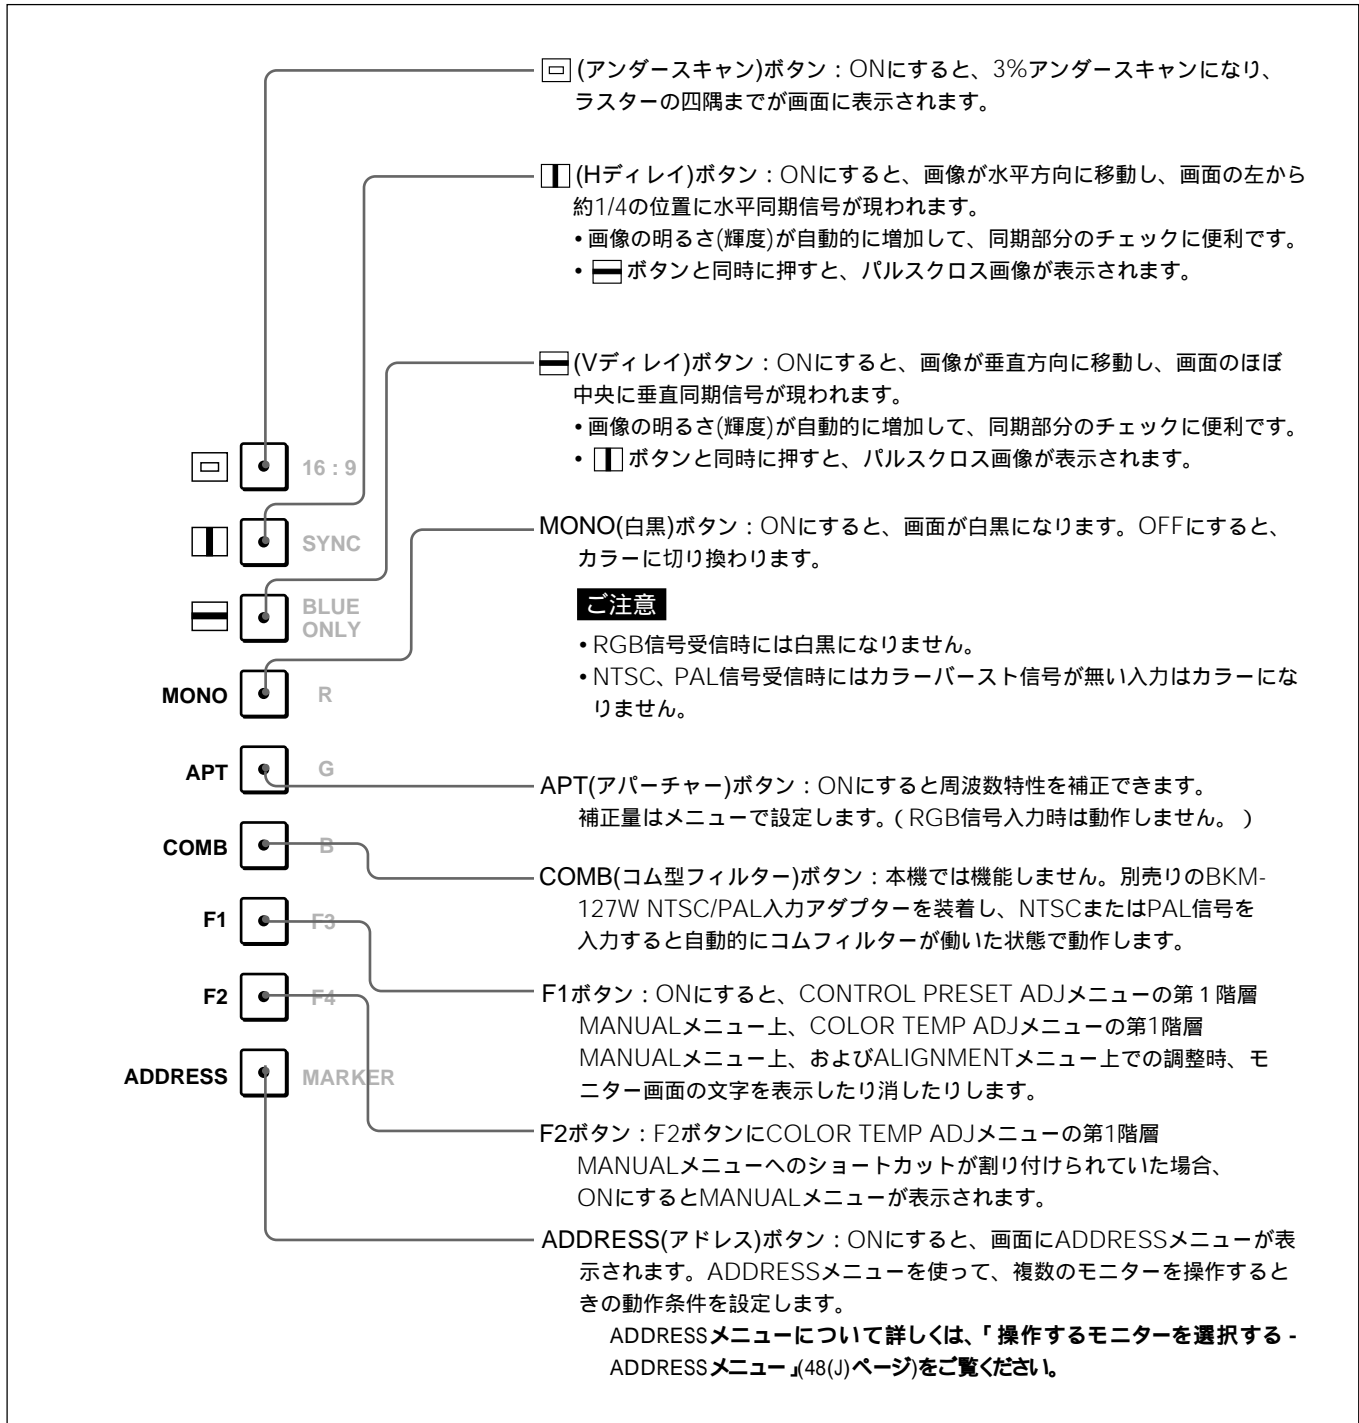 (アンダースキャン)ボタン：ONにすると、3%アンダースキャンになり、
ラスターの四隅までが画面に表示されます。
(Hディレイ)ボタン：ONにすると、画像が水平方向に移動し、画面の左から
約1/4の位置に水平同期信号が現われます。
•画像の明るさ(輝度)が自動的に増加して、同期部分のチェックに便利です。
• ボタンと同時に押すと、パルスクロス画像が表示されます。
(Vディレイ)ボタン：ONにすると、画像が垂直方向に移動し、画面のほぼ
中央に垂直同期信号が現われます。
•画像の明るさ(輝度)が自動的に増加して、同期部分のチェックに便利です。
• ボタンと同時に押すと、パルスクロス画像が表示されます。
16 : 9
SYNC
BLUE
ONLY
MONO R
APT G
COMB B
F1 F3
F2 F4
ADDRESS MARKER
MONO(白黒)ボタン：ONにすると、画面が白黒になります。OFFにすると、
カラーに切り換わります。
ご注意
•RGB信号受信時には白黒になりません。
•NTSC、PAL信号受信時にはカラーバースト信号が無い入力はカラーにな
りません。
APT(アパーチャー)ボタン：ONにすると周波数特性を補正できます。
補正量はメニューで設定します。( RGB信号入力時は動作しません。 )
COMB(コム型フィルター)ボタン：本機では機能しません。別売りのBKM-
127W NTSC/PAL入力アダプターを装着し、NTSCまたはPAL信号を
入力すると自動的にコムフィルターが働いた状態で動作します。
F1ボタン：ONにすると、CONTROL PRESET ADJメニューの第１階層
MANUALメニュー上、COLOR TEMP ADJメニューの第1階層
MANUALメニュー上、およびALIGNMENTメニュー上での調整時、モ
ニター画面の文字を表示したり消したりします。
F2ボタン：F2ボタンにCOLOR TEMP ADJメニューの第1階層
MANUALメニューへのショートカットが割り付けられていた場合、
ONにするとMANUALメニューが表示されます。
ADDRESS(アドレス)ボタン：ONにすると、画面にADDRESSメニューが表
示されます。ADDRESSメニューを使って、複数のモニターを操作すると
きの動作条件を設定します。
ADDRESSメニューについて詳しくは、「操作するモニターを選択する -
ADDRESSメニュー」(48(J)ページ)をご覧ください。